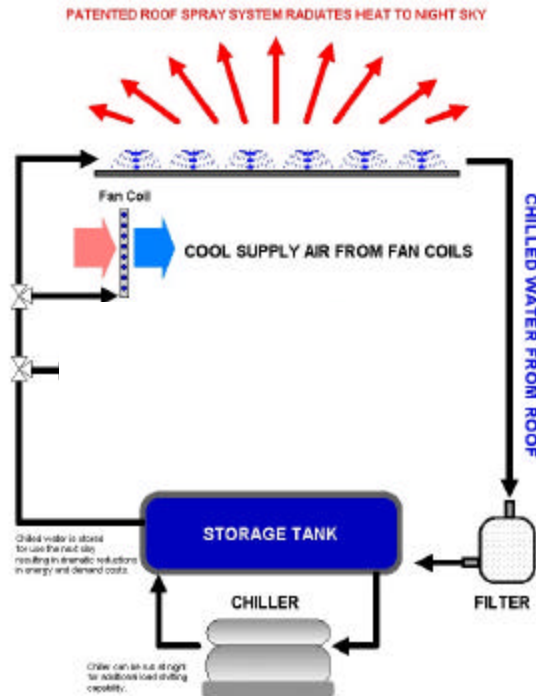 PATENTED ROOF SPRAY SYSTEM RADIATES HEAT TO NIGHT SKY
Fan Coil
COOL SUPPLY AIR FROM FAN COILS
CHILLED WATER FROM ROOF
STORAGE TANK
Chilled water is stored
for use the next day
resulting in dramatic reductions
in energy and demand costs.
CHILLER
FILTER
Chiller can be run at night
for additional load shifting
capability.